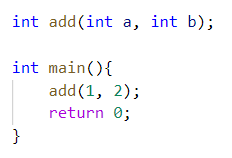 int add(int a, int b);

int main(){
    add(1, 2);
    return 0;
}